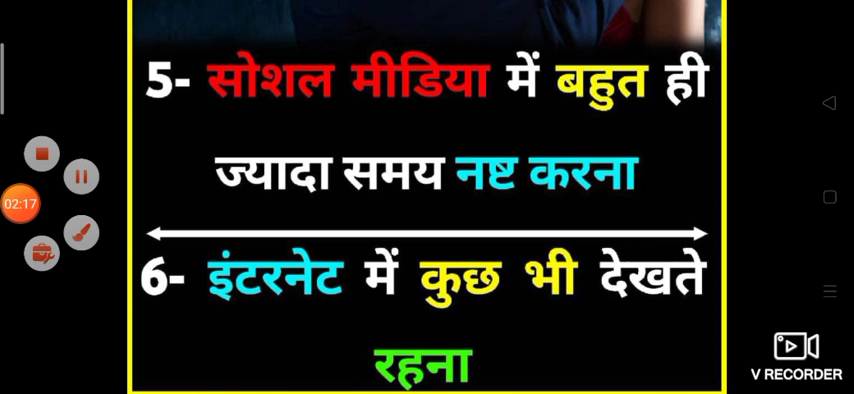 5- सोशल मीडिया में बहुत ही
ज्यादा समय नष्ट करना
6- इंटरनेट में कुछ भी देखते
रहना
02:17
V RECORDER